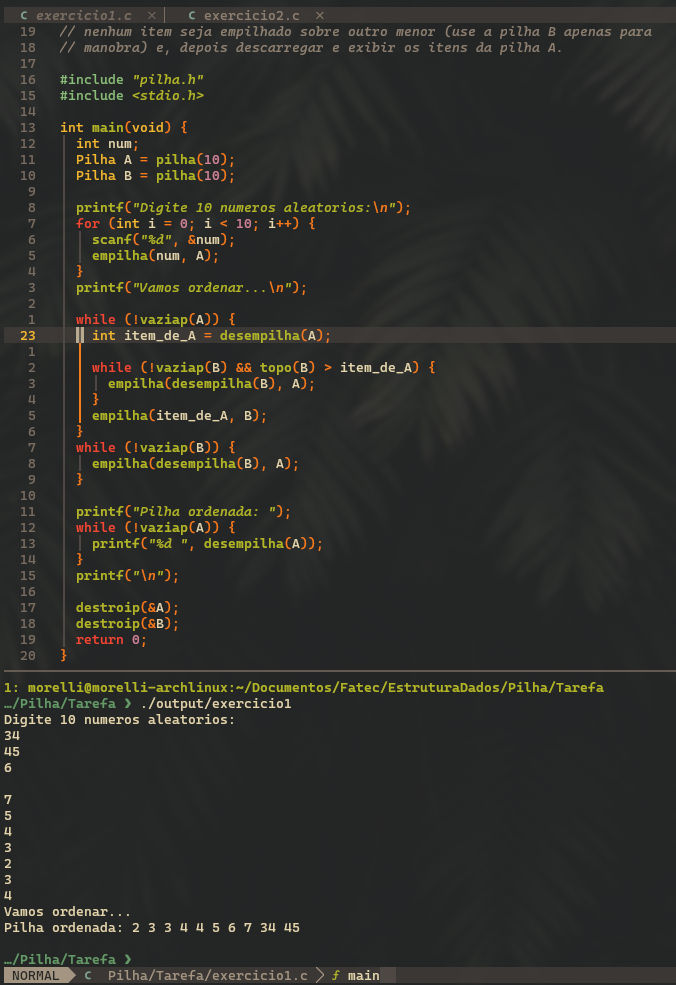 C exercicio1.c × C exercicio2.c ×
19 // nenhum item seja empilhado sobre outro menor (use a pilha B apenas para
18 // manobra) e, depois descarregar e exibir os itens da pilha A.
17
16 #include "pilha.h"
15 #include <stdio.h>
14
13 int main(void) {
12   int num;
11   Pilha A = pilha(10);
10   Pilha B = pilha(10);
9
8   printf("Digite 10 numeros aleatorios:\n");
7   for (int i = 0; i < 10; i++) {
6     scanf("%d", &num);
5     empilha(num, A);
4   }
3   printf("Vamos ordenar...\n");
2
1   while (!vaziap(A)) {
23     int item_de_A = desempilha(A);
1
2     while (!vaziap(B) && topo(B) > item_de_A) {
3       empilha(desempilha(B), A);
4     }
5     empilha(item_de_A, B);
6   }
7   while (!vaziap(B)) {
8     empilha(desempilha(B), A);
9   }
10
11   printf("Pilha ordenada: ");
12   while (!vaziap(A)) {
13     printf("%d ", desempilha(A));
14   }
15   printf("\n");
16
17   destroip(&A);
18   destroip(&B);
19   return 0;
20 }
1: morelli@morelli-archlinux:~/Documentos/Fatec/EstruturaDados/Pilha/Tarefa
…/Pilha/Tarefa ❯ ./output/exercicio1
Digite 10 numeros aleatorios:
34
45
6
7
5
4
3
2
3
4
Vamos ordenar...
Pilha ordenada: 2 3 3 4 4 5 6 7 34 45
…/Pilha/Tarefa ❯
NORMAL C Pilha/Tarefa/exercicio1.c > ƒ main